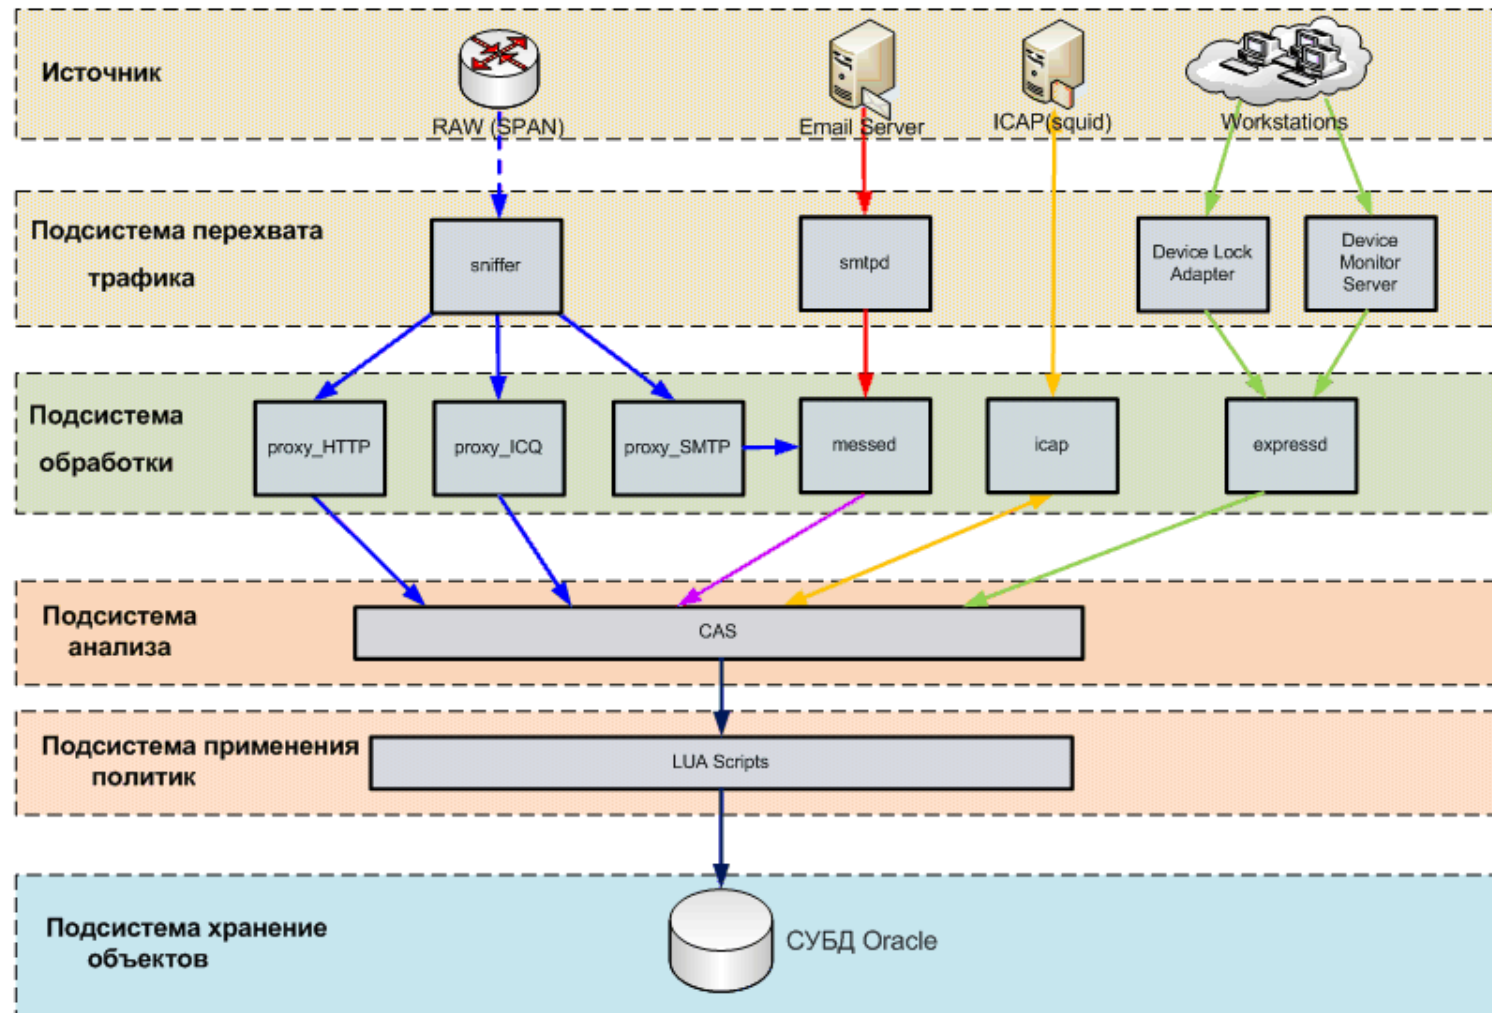 Источник
RAW (SPAN)
Email Server
ICAP(squid)
Workstations
Подсистема перехвата
трафика
sniffer
smtpd
Device Lock
Adapter
Device
Monitor
Server
Подсистема
обработки
proxy_HTTP
proxy_ICQ
proxy_SMTP
messed
icap
expressd
Подсистема
анализа
CAS
Подсистема применения
политик
LUA Scripts
Подсистема хранение
объектов
СУБД Oracle